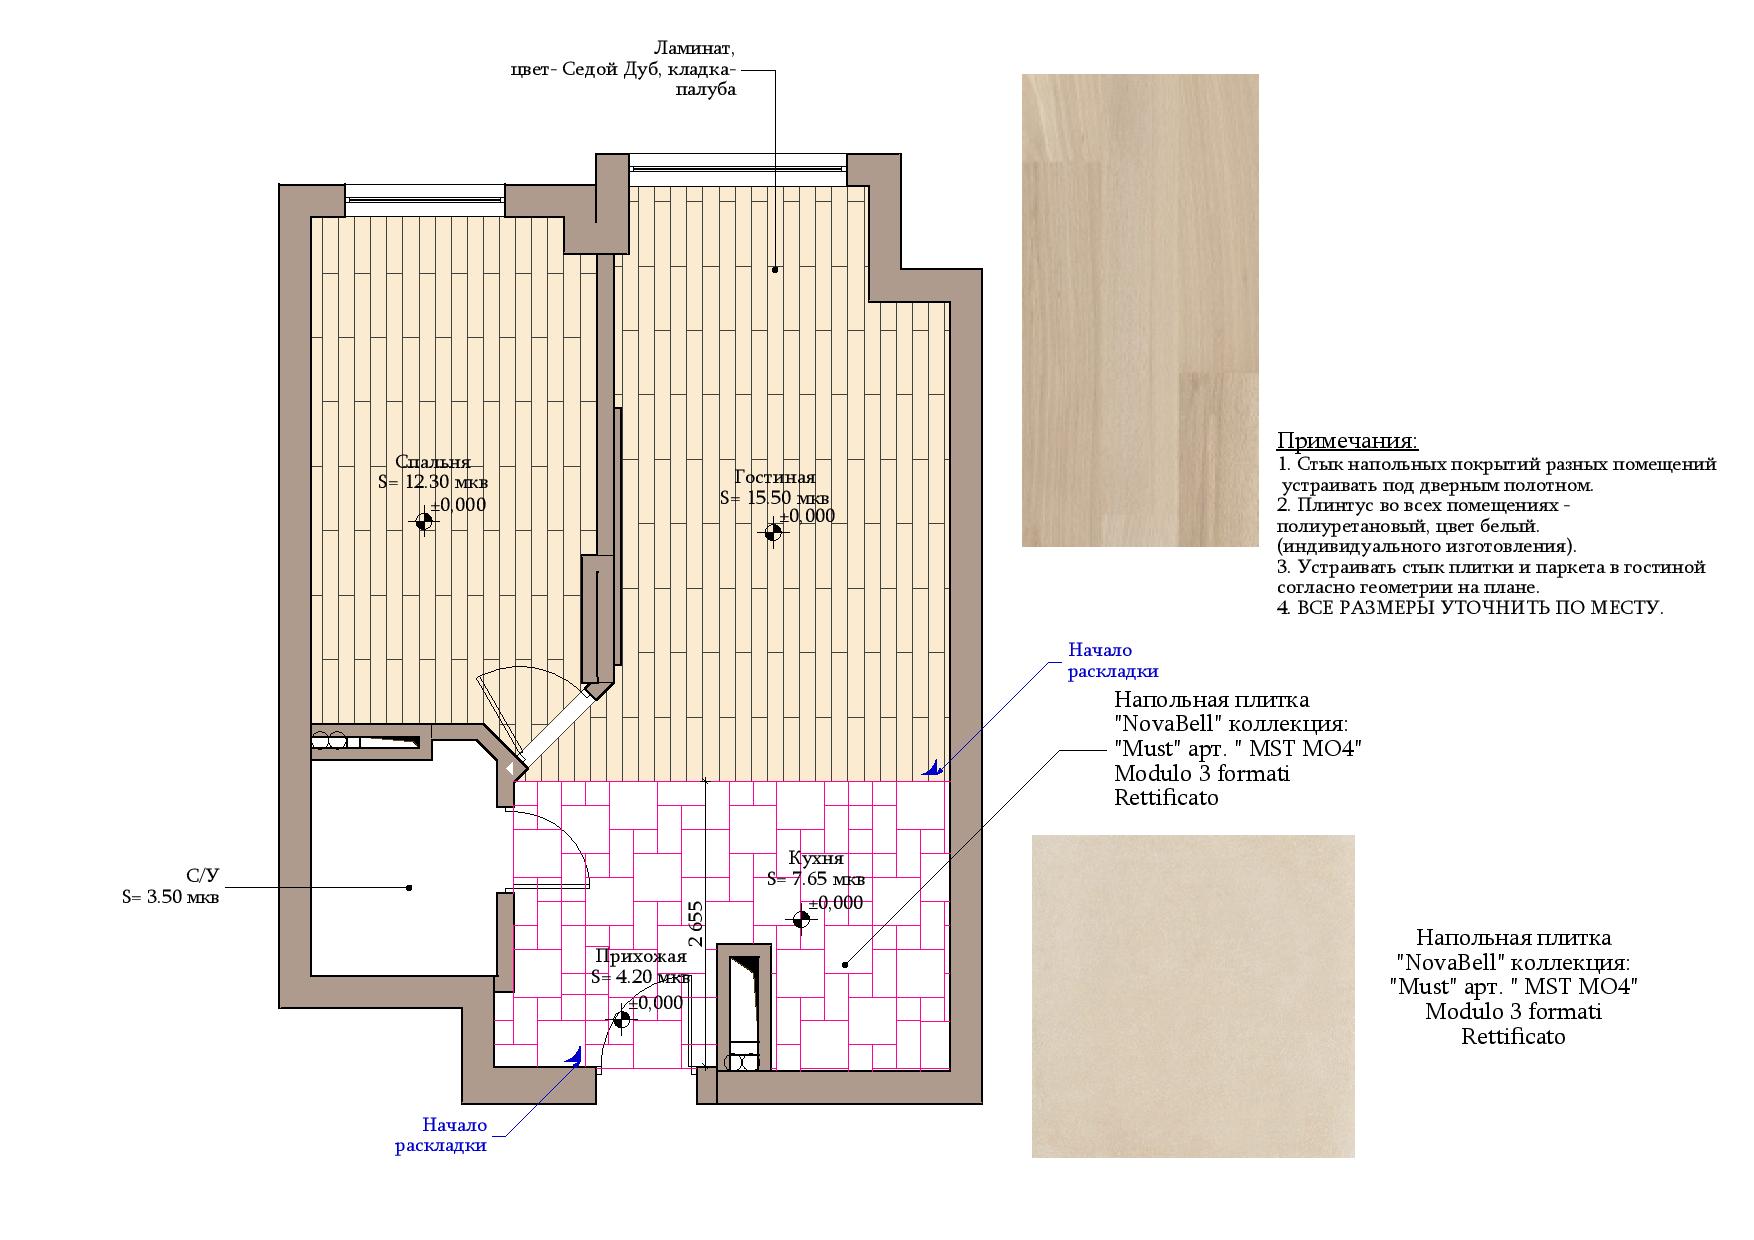 Ламинат,
цвет- Седой Дуб, кладка-
палуба
Спальня
S= 12.30 мкв
±0,000
Гостиная
S= 15.50 мкв
±0,000
Примечания:
1. Стык напольных покрытий разных помещений
устраивать под дверным полотном.
2. Плинтус во всех помещениях -
полиуретановый, цвет белый.
(индивидуального изготовления).
3. Устраивать стык плитки и паркета в гостиной
согласно геометрии на плане.
4. ВСЕ РАЗМЕРЫ УТОЧНИТЬ ПО МЕСТУ.
Начало
раскладки
Напольная плитка
"NovaBell" коллекция:
"Must" арт. " MST MO4"
Modulo 3 formati
Rettificato
С/У
S= 3.50 мкв
Кухня
S= 7.65 мкв
±0,000
2 655
Прихожая
S= 4.20 мкв
±0,000
Напольная плитка
"NovaBell" коллекция:
"Must" арт. " MST MO4"
Modulo 3 formati
Rettificato
Начало
раскладки